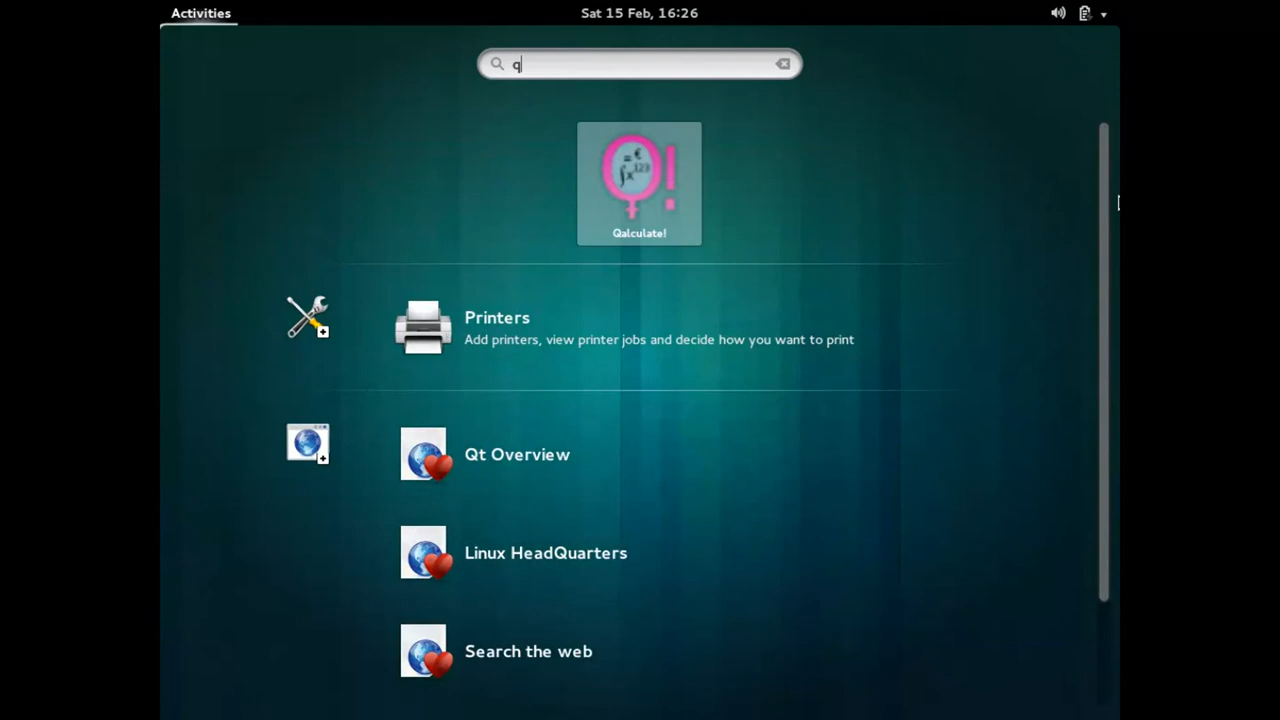 Activities
Sat 15 Feb, 16:26
q
Qalculate!
Printers
Add printers, view printer jobs and decide how you want to print
Qt Overview
Linux HeadQuarters
Search the web